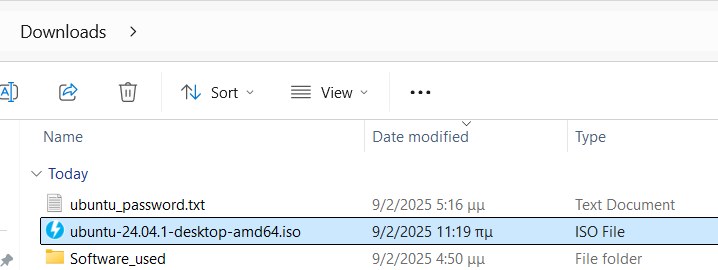 Downloads
Sort View
Name Date modified Type
Today
ubuntu_password.txt 9/2/2025 5:16 μμ Text Document
ubuntu-24.04.1-desktop-amd64.iso 9/2/2025 11:19 πμ ISO File
Software_used 9/2/2025 4:50 μμ File folder